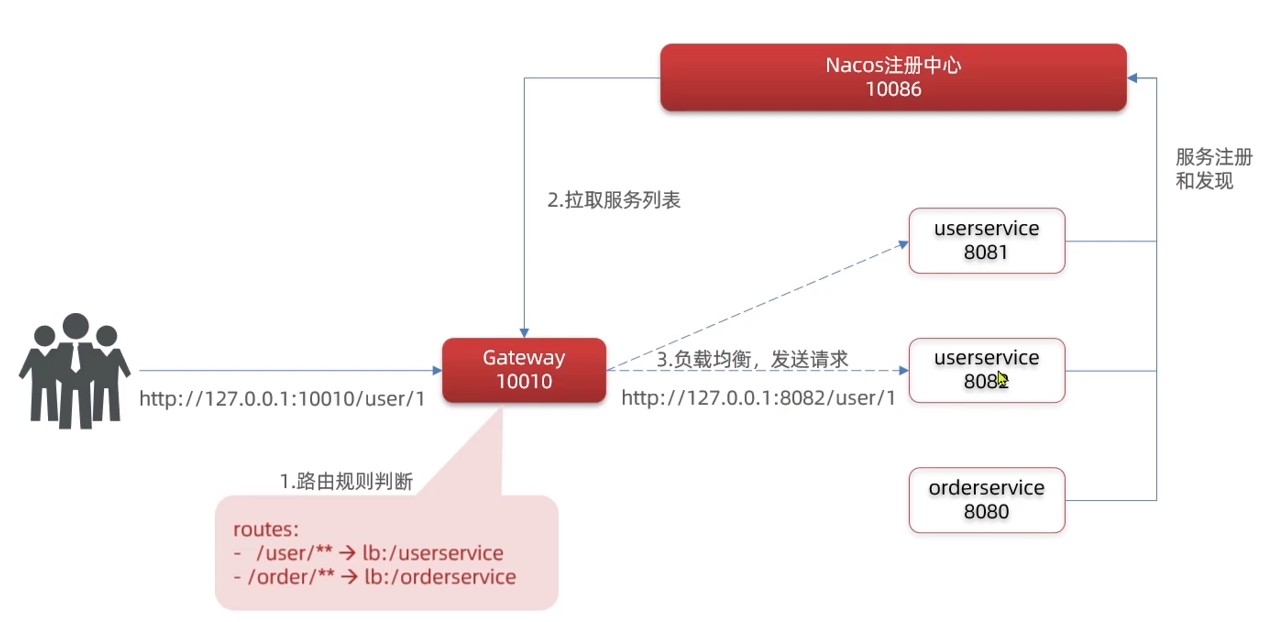 Nacos注册中心
10086
服务注册
和发现
2.拉取服务列表
userservice
8081
Gateway
10010
3.负载均衡，发送请求
userservice
8082
http://127.0.0.1:10010/user/1
http://127.0.0.1:8082/user/1
1.路由规则判断
orderservice
8080
routes:
- /user/** → lb:/userservice
- /order/** → lb:/orderservice